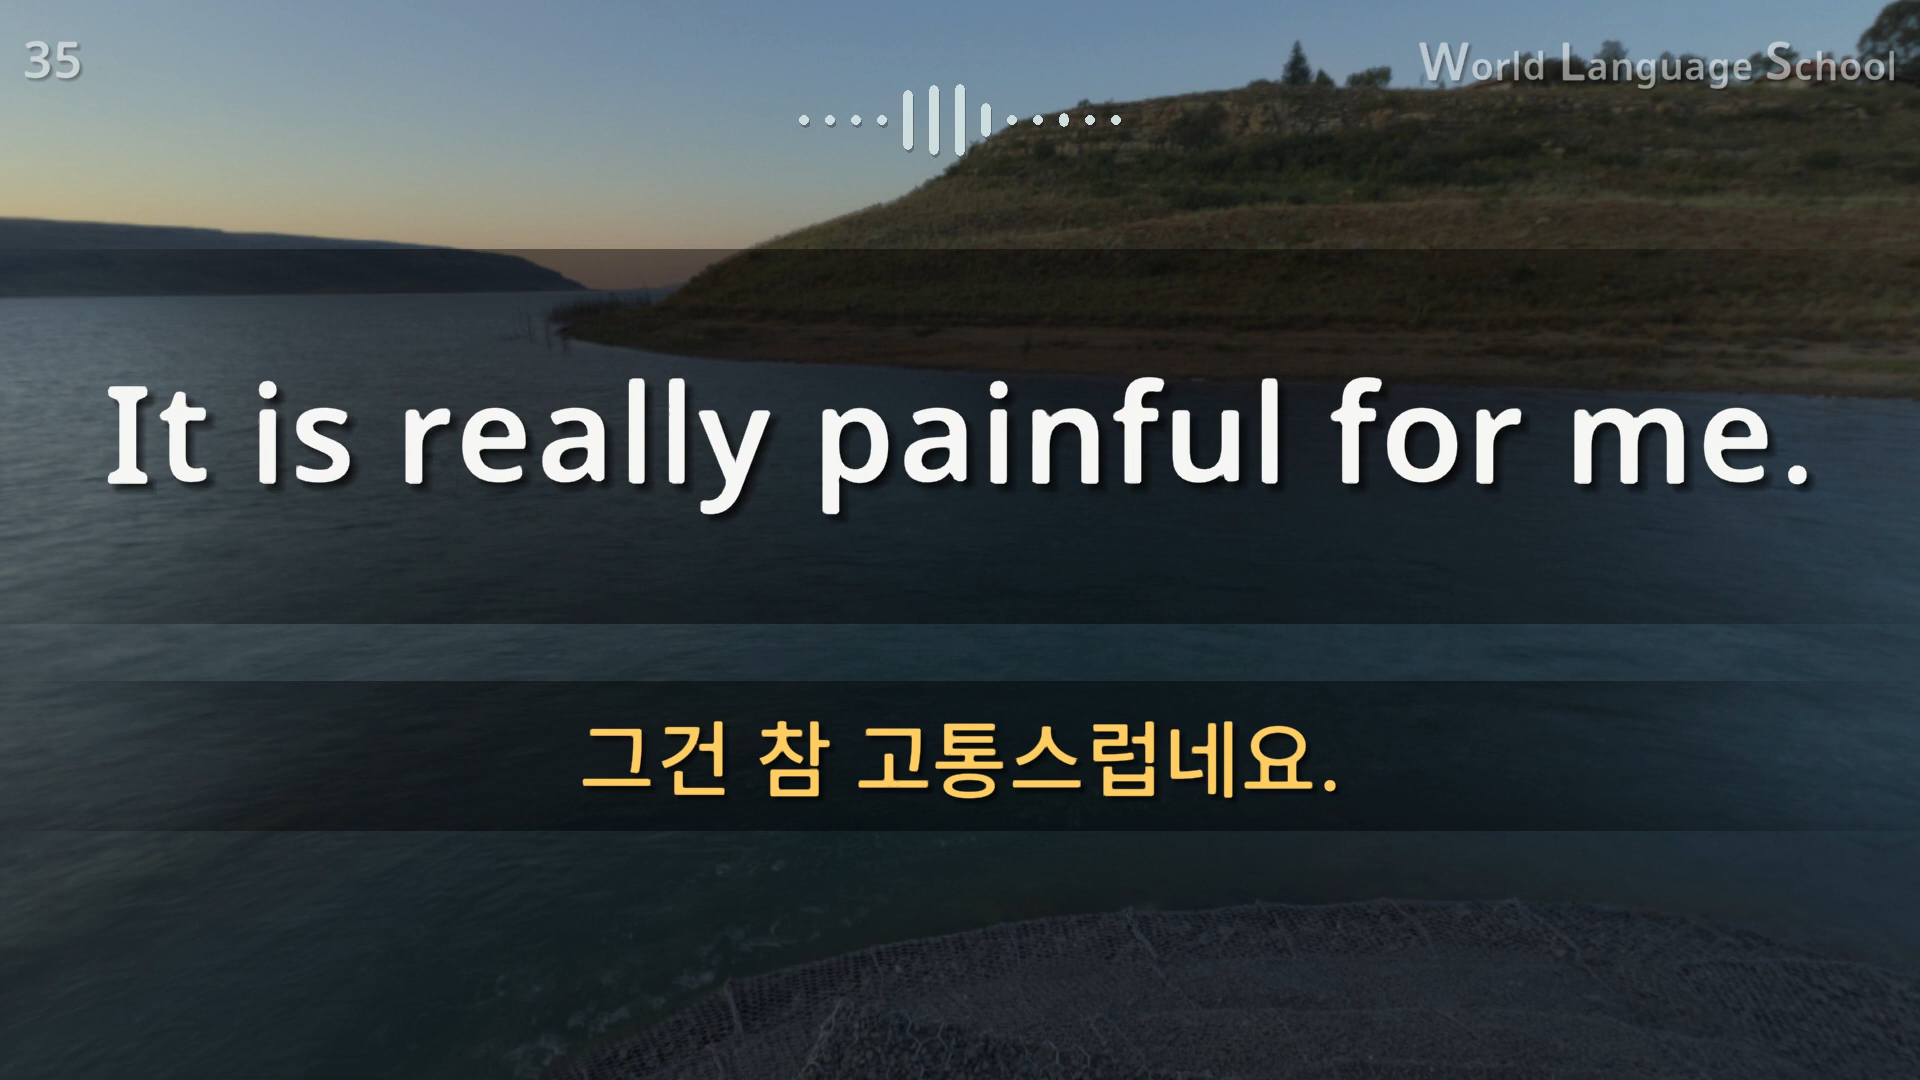 35
World Language School
It is really painful for me.
그건 참 고통스럽네요.